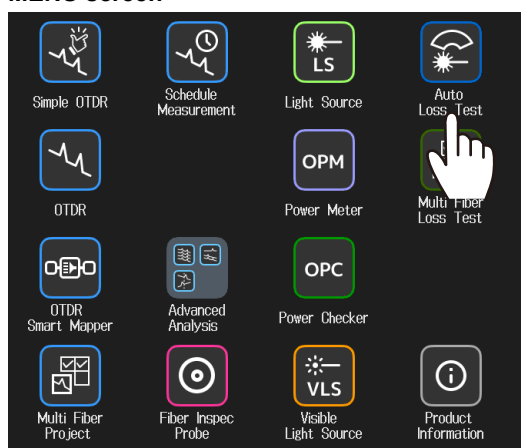 Simple OTDR
Schedule
Measurement
LS
Light Source
Auto
Loss Test
OTDR
OPM
Power Meter
Multi Fiber
Loss Test
OTDR
Smart Mapper
Advanced
Analysis
OPC
Power Checker
Multi Fiber
Project
Fiber Inspec
Probe
VLS
Visible
Light Source
Product
Information